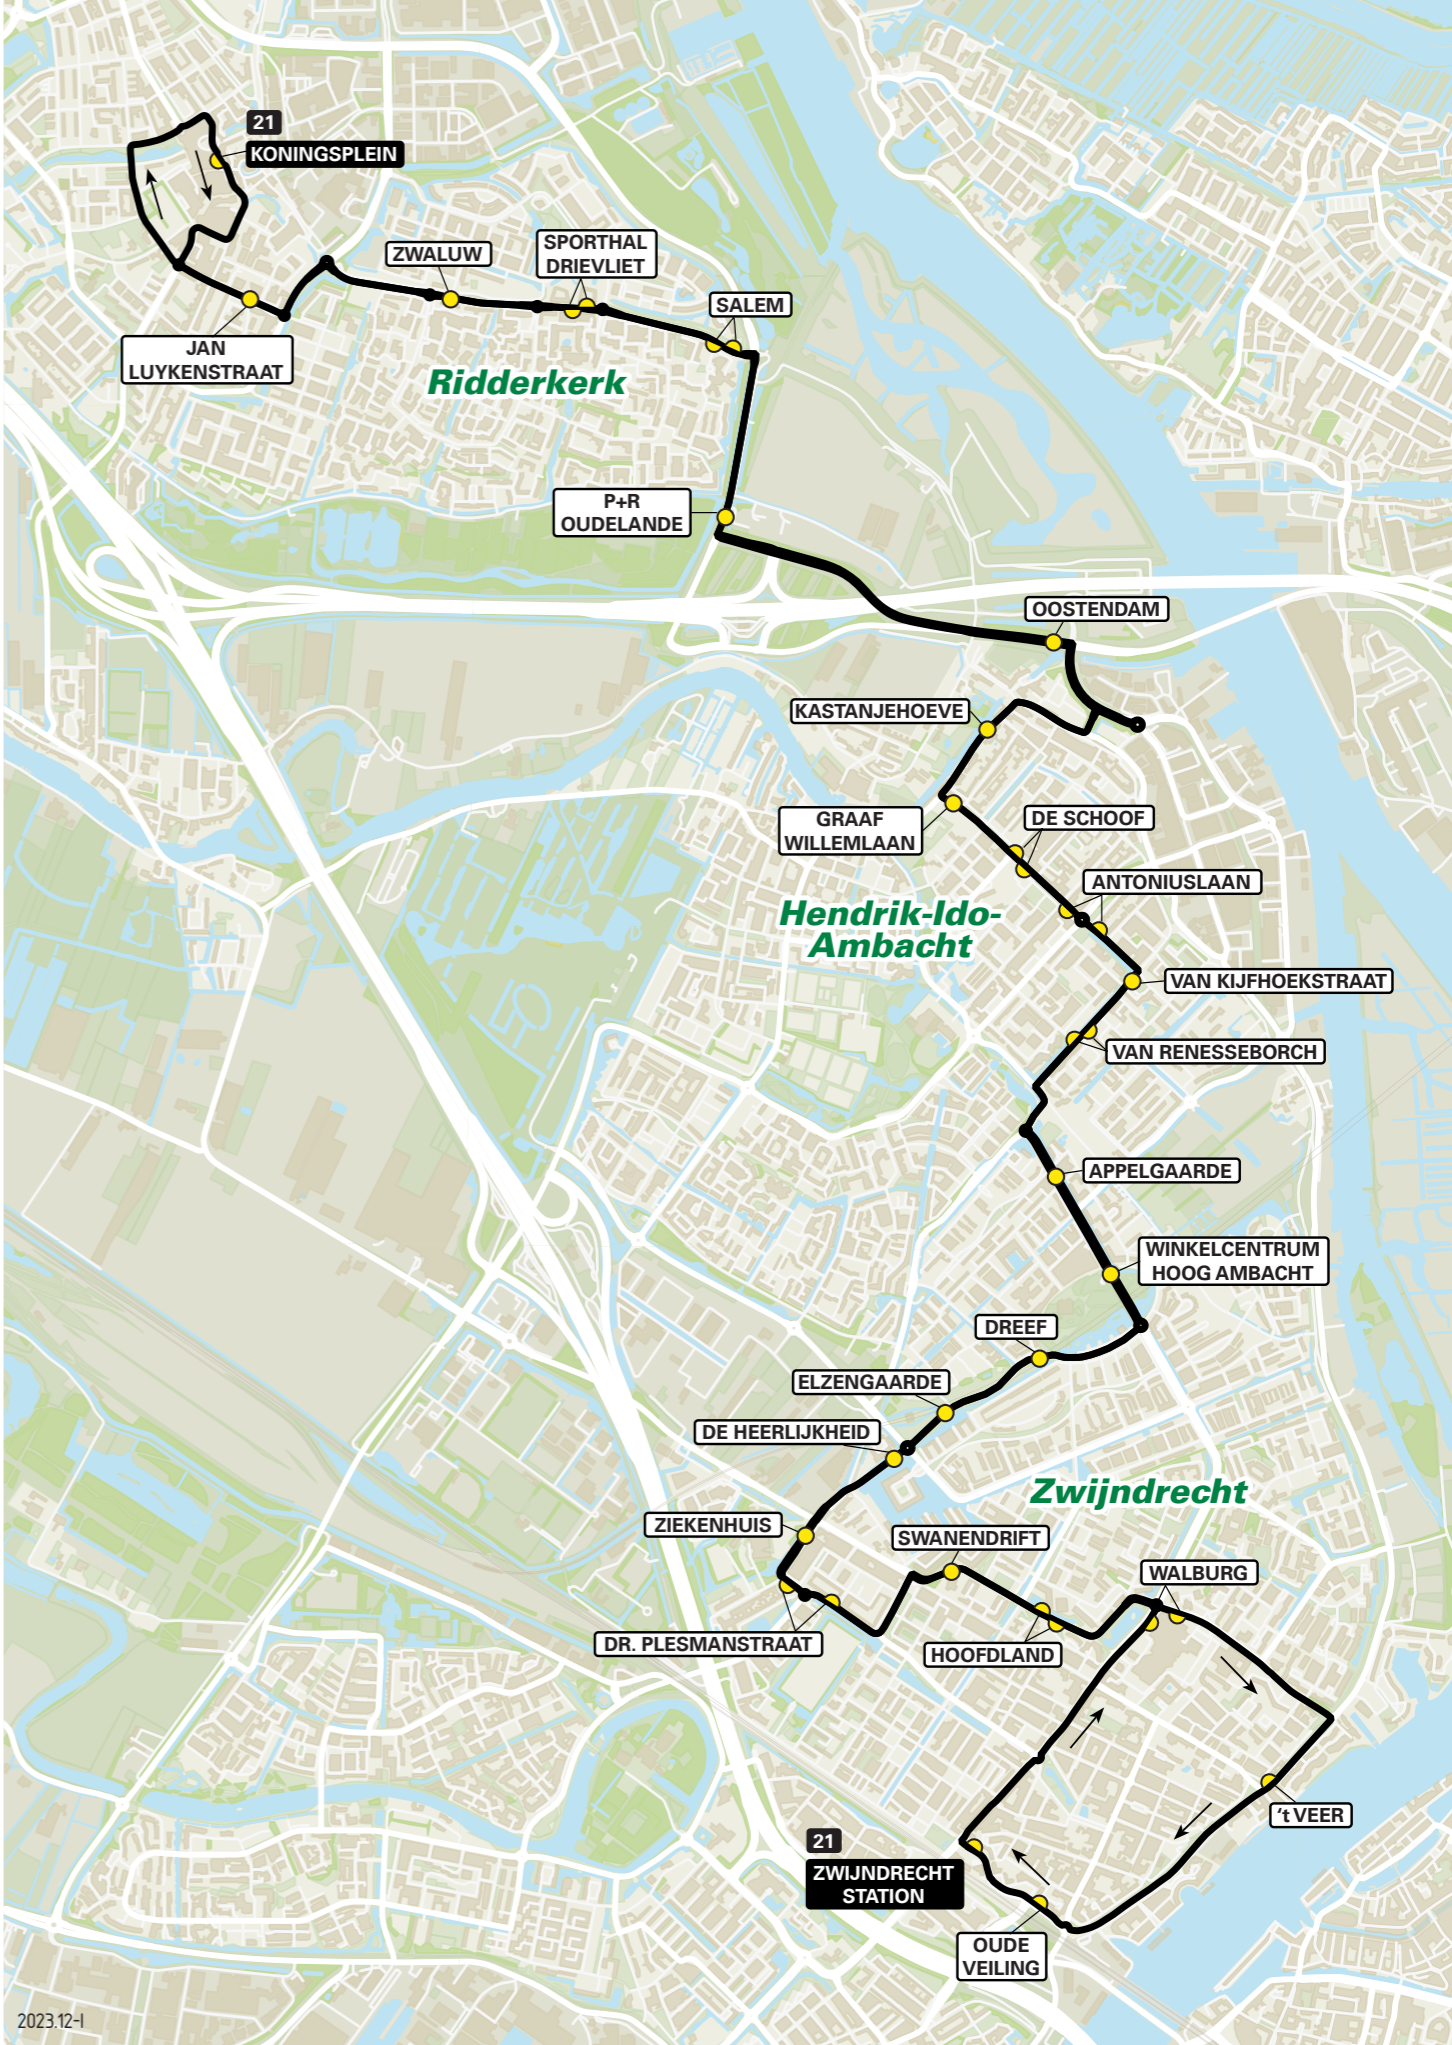 21
KONINGSPLEIN
ZWALUW
SPORTHAL
DRIEVLIET
SALEM
JAN
LUYKENSTRAAT
Ridderkerk
P+R
OUDELANDE
OOSTENDAM
KASTANJEHOEVE
GRAAF
WILLEMLAAN
DE SCHOOF
ANTONIUSLAAN
Hendrik-Ido-
Ambacht
VAN KIJFHOEKSTRAAT
VAN RENESSEBORCH
APPELGAARDE
WINKELCENTRUM
HOOG AMBACHT
DREEF
ELZENGAARDE
DE HEERLIJKHEID
Zwijndrecht
ZIEKENHUIS
SWANENDRIFT
WALBURG
DR. PLESMANSTRAAT
HOOFDLAND
't VEER
21
ZWIJNDRECHT
STATION
OUDE
VEILING
2023.12-I